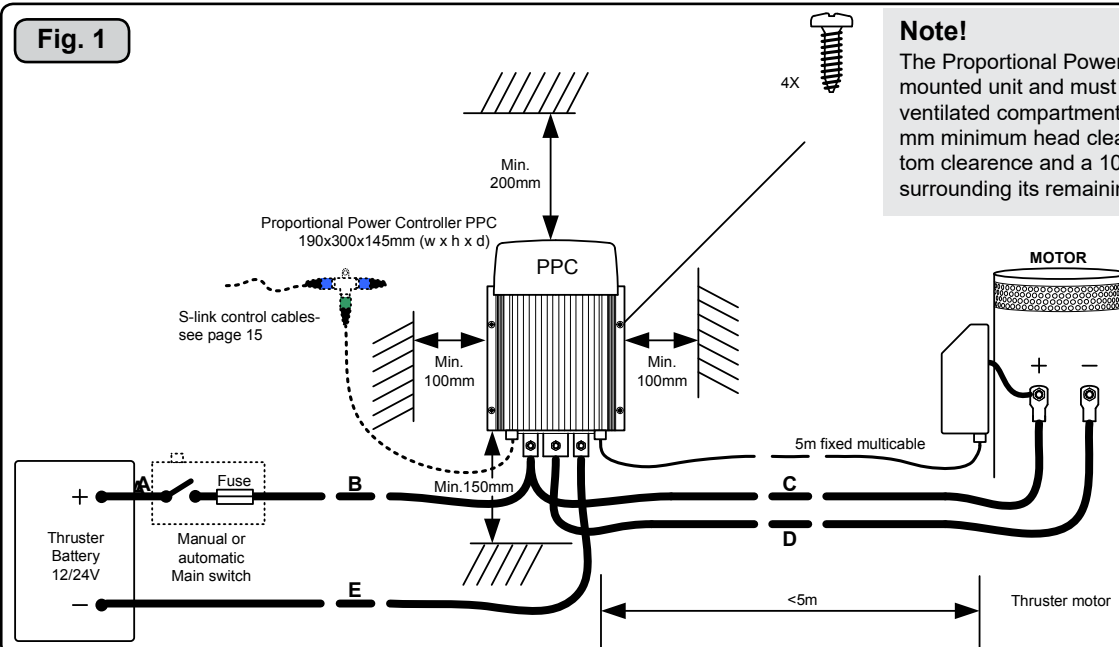 Fig. 1
4X
Note!
The Proportional Power
mounted unit and must
ventilated compartment
mm minimum head clea
tom clearence and a 10
surrounding its remainin
Min.
200mm
Proportional Power Controller PPC
190x300x145mm (w x h x d)
PPC
MOTOR
S-link control cables-
see page 15
Min.
100mm
Min.
100mm
+
–
5m fixed multicable
+
A
Fuse
B
Min.150mm
C
Thruster
Battery
12/24V
Manual or
automatic
Main switch
D
–
E
<5m
Thruster motor